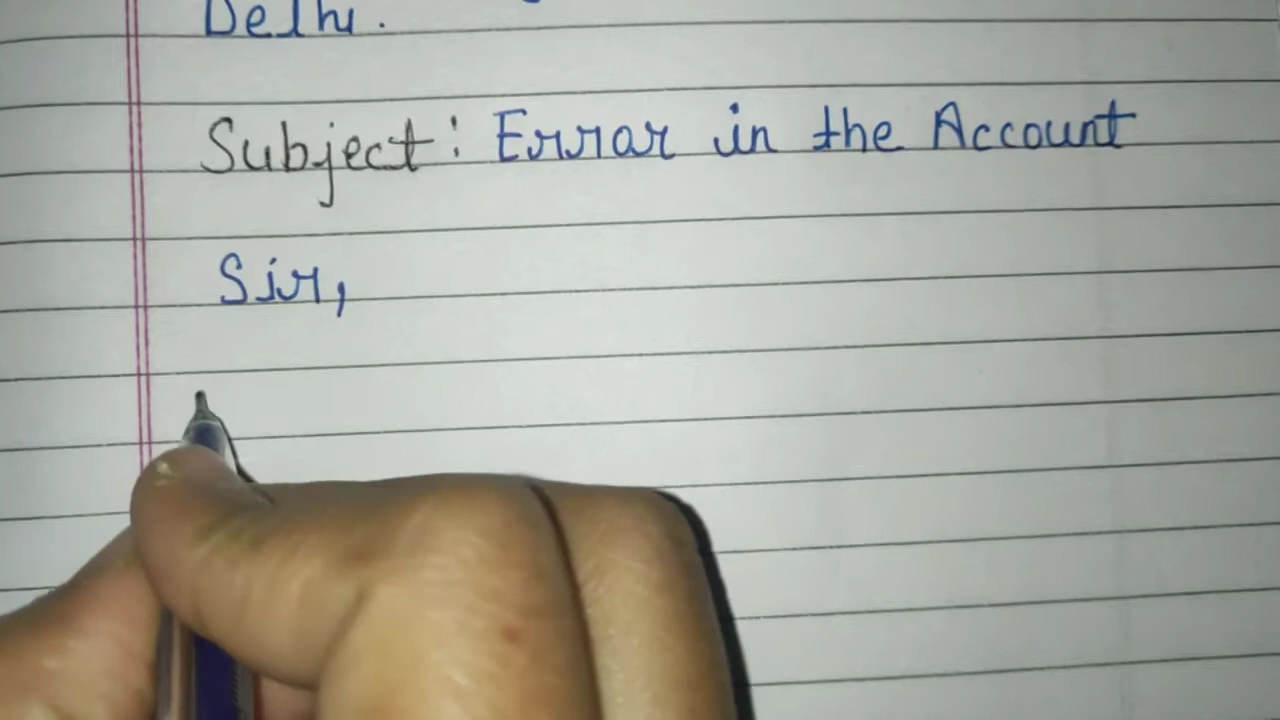 Delhi.
Subject: Errar in the Account
Sir,